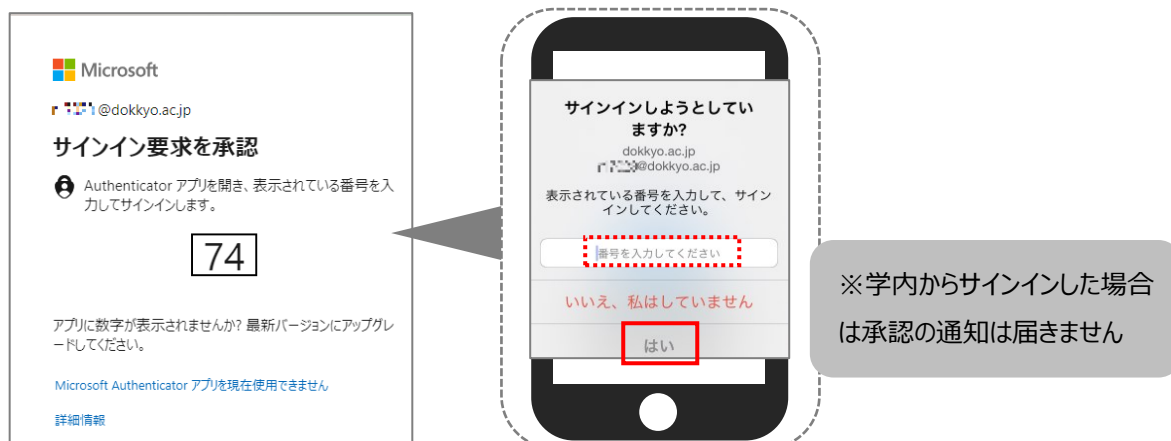 Microsoft
@dokkyo.ac.jp
サインイン要求を承認
Authenticator アプリを開き、表示されている番号を入
力してサインインします。
74
アプリに数字が表示されませんか? 最新バージョンにアップグレ
ードしてください。
Microsoft Authenticator アプリを現在使用できません
詳細情報
サインインしようとしてい
ますか?
dokkyo.ac.jp
@dokkyo.ac.jp
表示されている番号を入力して、サイン
インしてください。
番号を入力してください
いいえ、私はしていません
はい
※学内からサインインした場合
は承認の通知は届きません